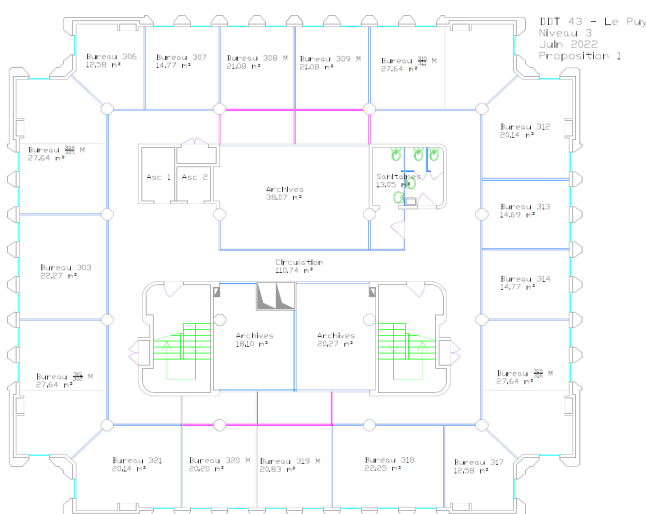 DDT 43 - Le Puy
Niveau 3
Juin 2022
Proposition 1
Bureau 306
12.58 m²
Bureau 307
14.77 m²
Bureau 308 M
21.08 m²
Bureau 309 M
21.08 m²
Bureau M
27.64 m²
Bureau 312
20.14 m²
Bureau M
27.64 m²
Asc 1
Asc 2
Archives
38.07 m²
Sanitaires
13.05 m²
Bureau 313
14.69 m²
Bureau 303
22.27 m²
Circulation
110.74 m²
Bureau 314
14.77 m²
Archives
18.10 m²
Archives
20.27 m²
Bureau M
27.64 m²
Bureau M
27.64 m²
Bureau 321
20.14 m²
Bureau 320 M
20.20 m²
Bureau 319 M
20.83 m²
Bureau 318
22.25 m²
Bureau 317
12.58 m²